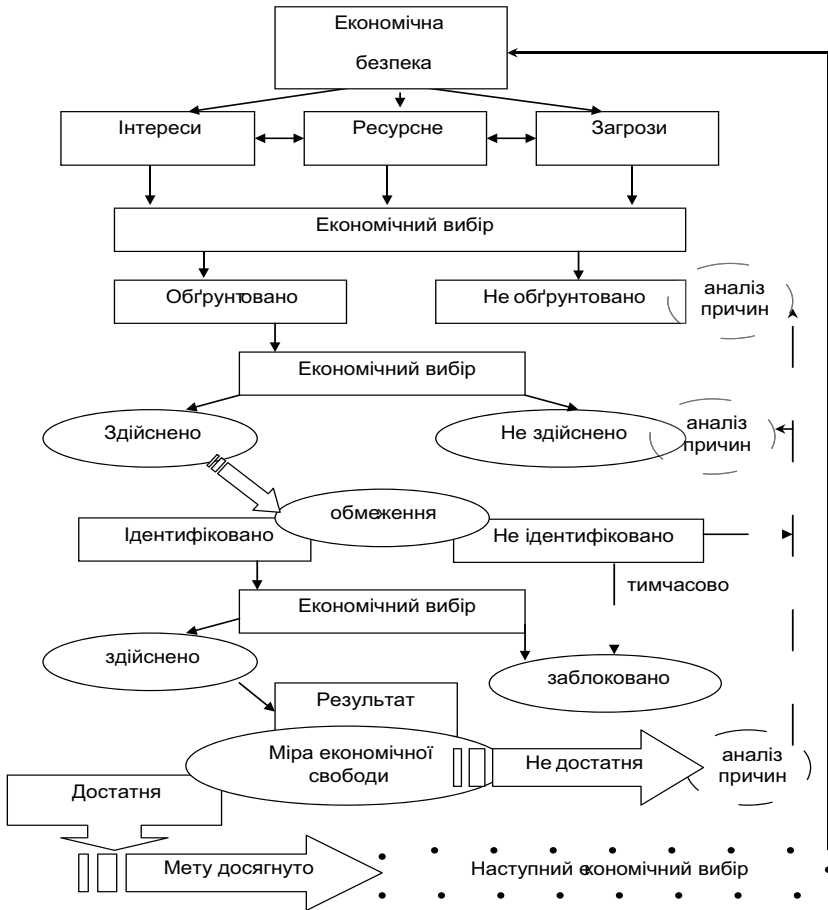 Економічна
безпека
Інтереси
Ресурсне
Загрози
Економічний вибір
Обґрунтовано
Не обґрунтовано
аналіз
причин
Економічний вибір
Здійснено
Не здійснено
аналіз
причин
обмеження
Ідентифіковано
Не ідентифіковано
тимчасово
Економічний вибір
здійснено
заблоковано
Результат
Міра економічної
свободи
Не достатня
аналіз
причин
Достатня
Мету досягнуто
Наступний економічний вибір